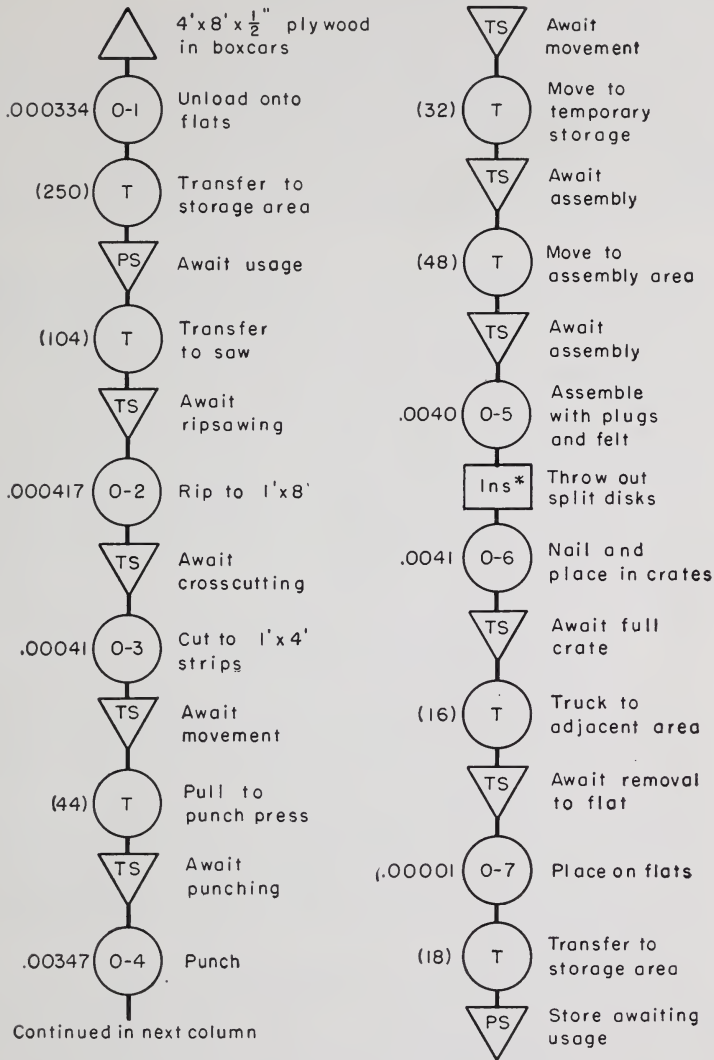 4'x8'x½" plywood
in boxcars
.000334 O-1 Unload onto
flats
(250) T Transfer to
storage area
PS Await usage
(104) T Transfer
to saw
TS Await
ripsawing
.000417 O-2 Rip to 1'x8'
TS Await
crosscutting
.00041 O-3 Cut to 1'x4'
strips
TS Await
movement
(44) T Pull to
punch press
TS Await
punching
.00347 O-4 Punch
Continued in next column
TS Await
movement
(32) T Move to
temporary
storage
TS Await
assembly
(48) T Move to
assembly area
TS Await
assembly
.0040 O-5 Assemble
with plugs
and felt
Ins* Throw out
split disks
.0041 O-6 Nail and
place in crates
TS Await full
crate
(16) T Truck to
adjacent area
TS Await removal
to flat
.00001 O-7 Place on flats
(18) T Transfer to
storage area
PS Store awaiting
usage